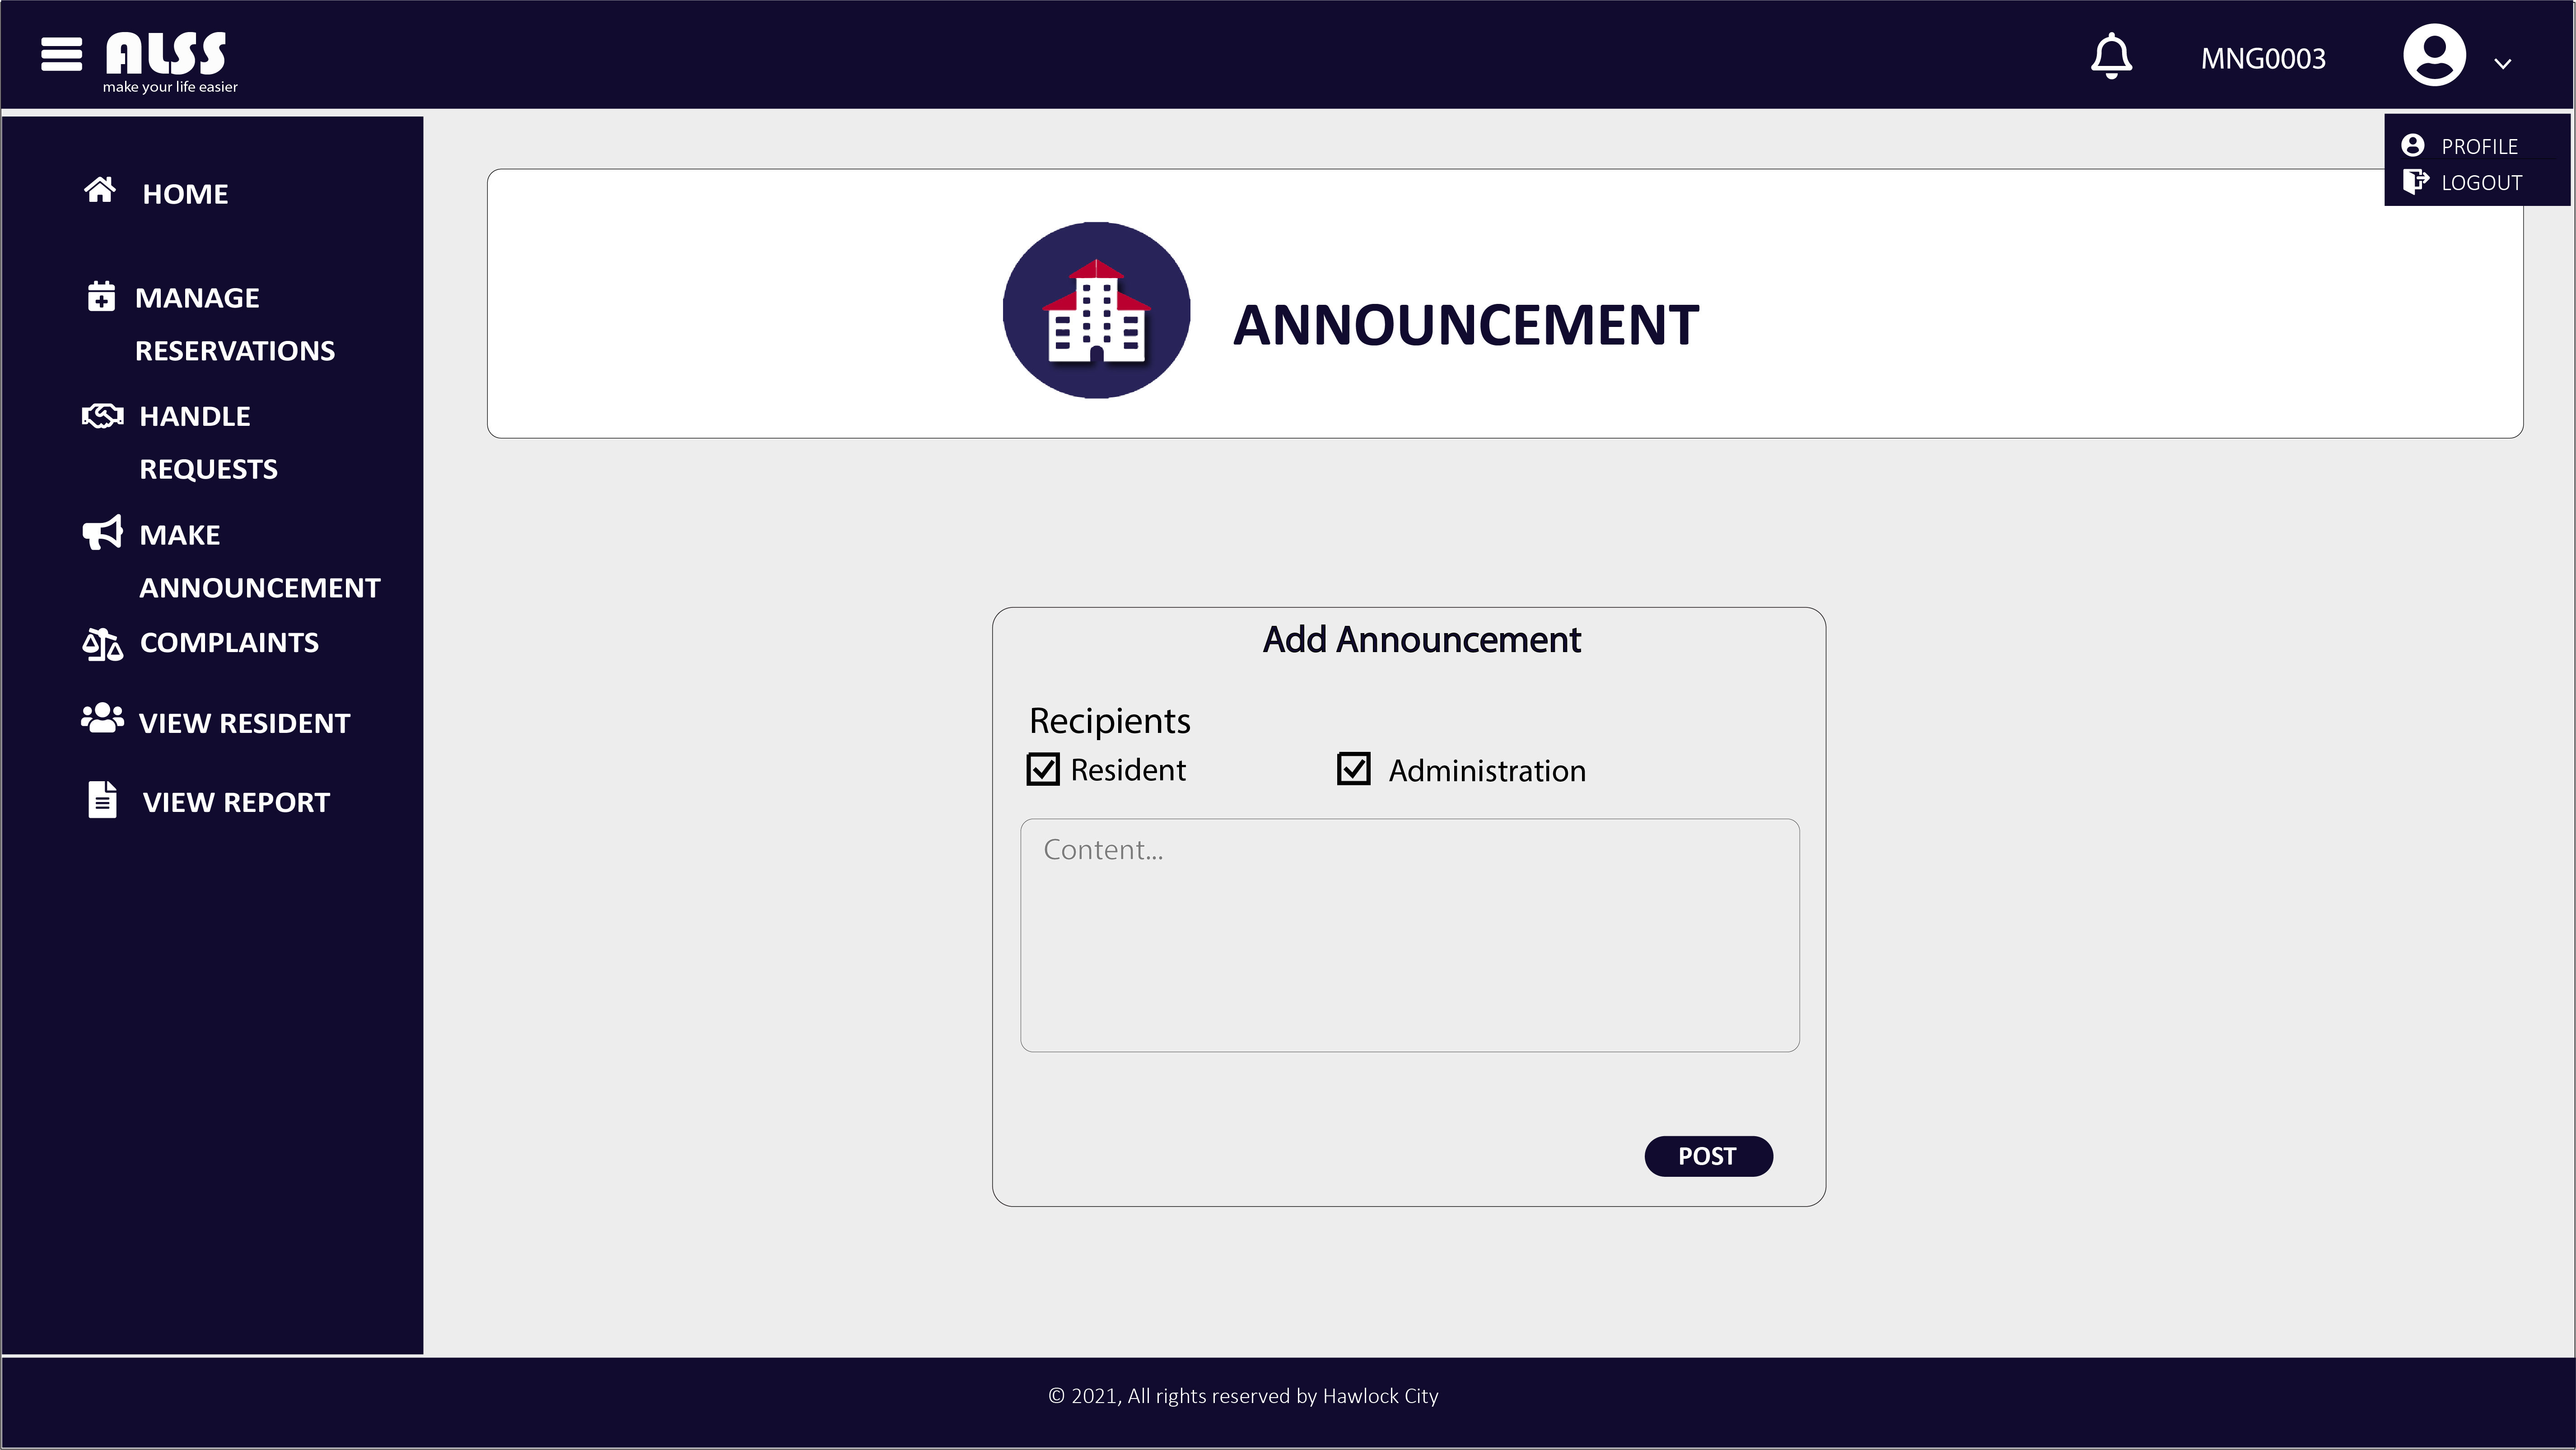 ALSS
make your life easier
MNG0003
PROFILE
LOGOUT
HOME
MANAGE
RESERVATIONS
HANDLE
REQUESTS
MAKE
ANNOUNCEMENT
COMPLAINTS
VIEW RESIDENT
VIEW REPORT
ANNOUNCEMENT
Add Announcement
Recipients
Resident Administration
Content...
POST
© 2021, All rights reserved by Hawlock City